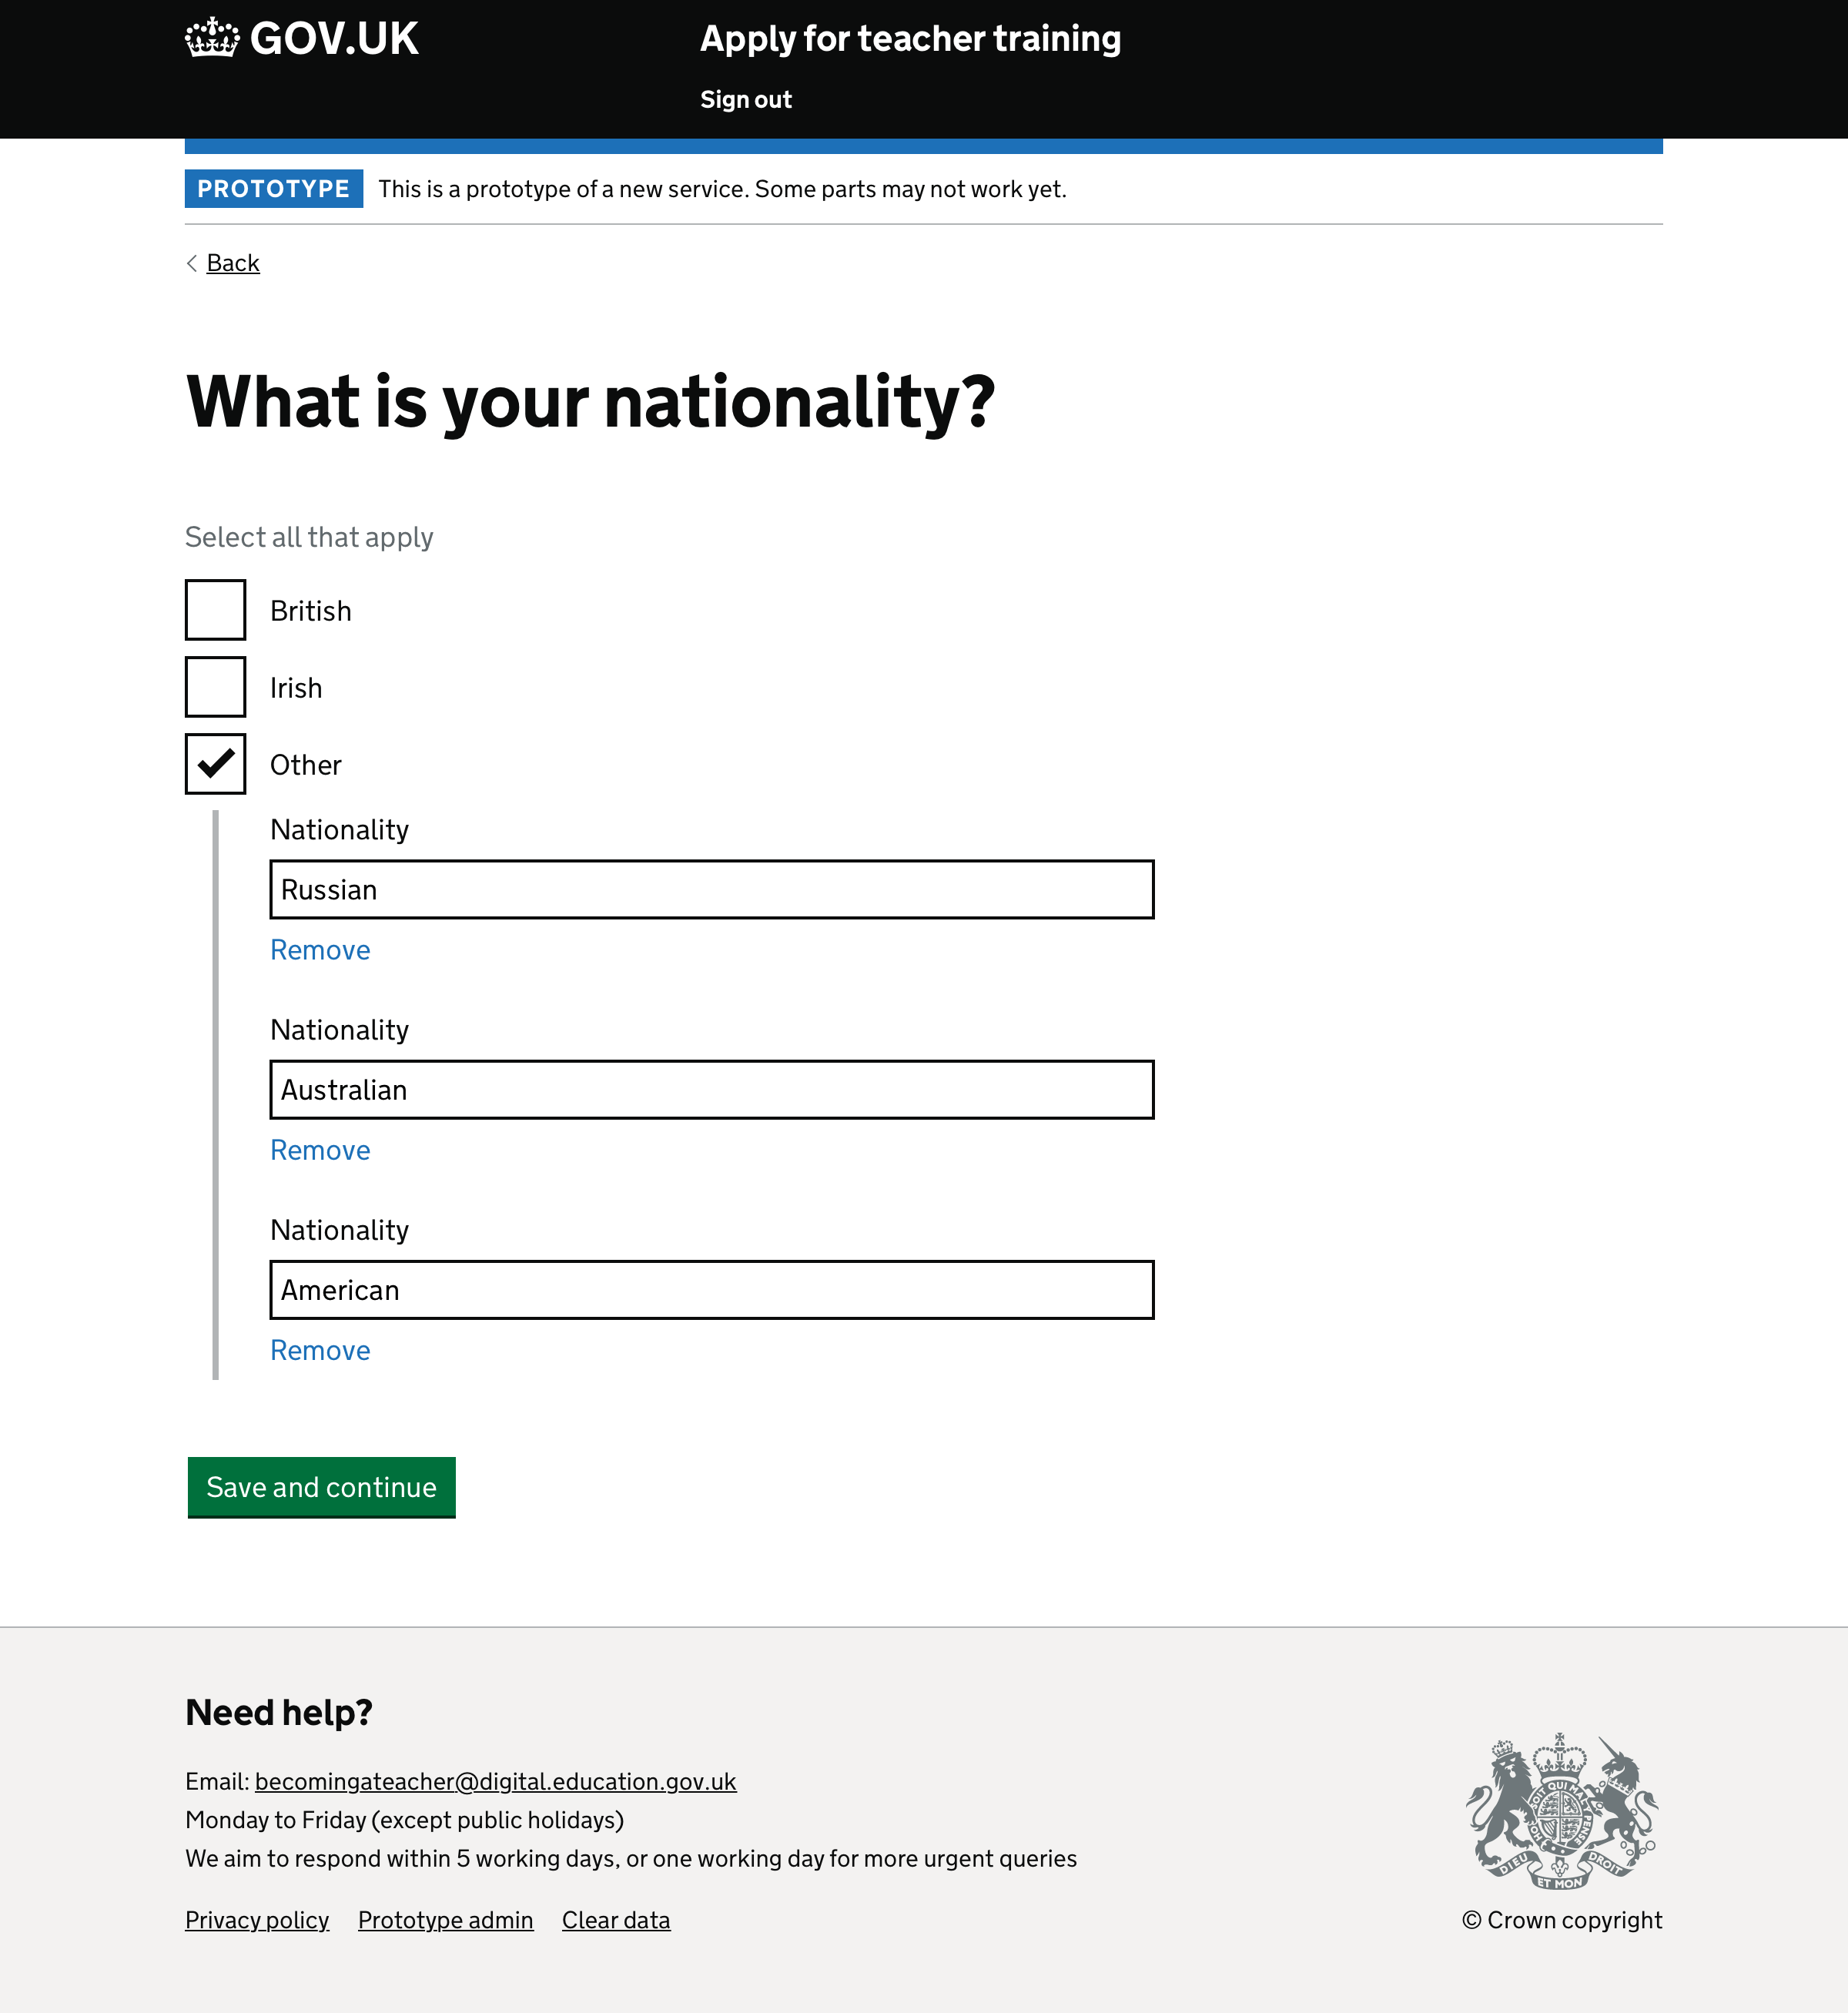 GOV.UK
Apply for teacher training
Sign out
PROTOTYPE This is a prototype of a new service. Some parts may not work yet.
Back
What is your nationality?
Select all that apply
British
Irish
Other
Nationality
Russian
Remove
Nationality
Australian
Remove
Nationality
American
Remove
Save and continue
Need help?
Email: becomingateacher@digital.education.gov.uk
Monday to Friday (except public holidays)
We aim to respond within 5 working days, or one working day for more urgent queries
Privacy policy Prototype admin Clear data
DIEU ET MON DROIT
© Crown copyright